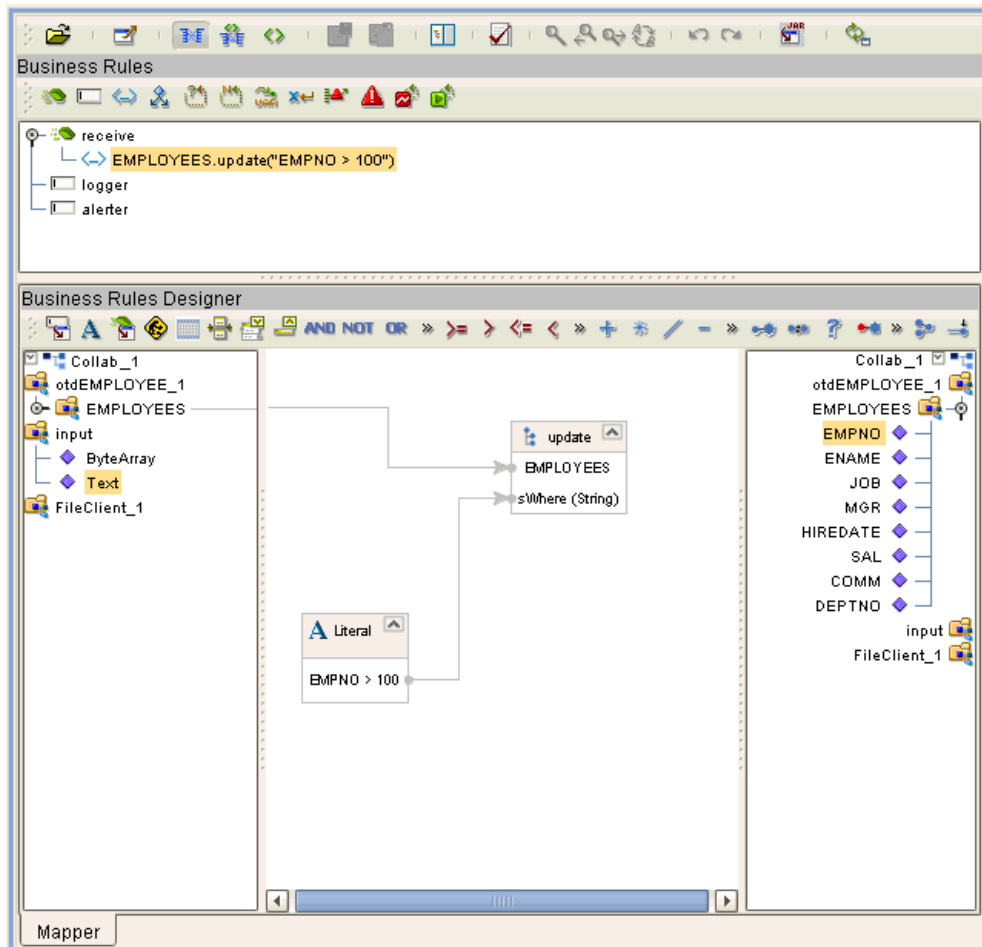 JAR
Business Rules
receive
EMPLOYEES.update("EMPNO > 100")
logger
alerter
Business Rules Designer
A AND NOT OR » >= > <= < » + * / - » ? »
Collab_1
otdEMPLOYEE_1
EMPLOYEES
input
ByteArray
Text
FileClient_1
update
EMPLOYEES
sWhere (String)
A Literal
EMPNO > 100
Collab_1
otdEMPLOYEE_1
EMPLOYEES
EMPNO
ENAME
JOB
MGR
HIREDATE
SAL
COMM
DEPTNO
input
FileClient_1
Mapper